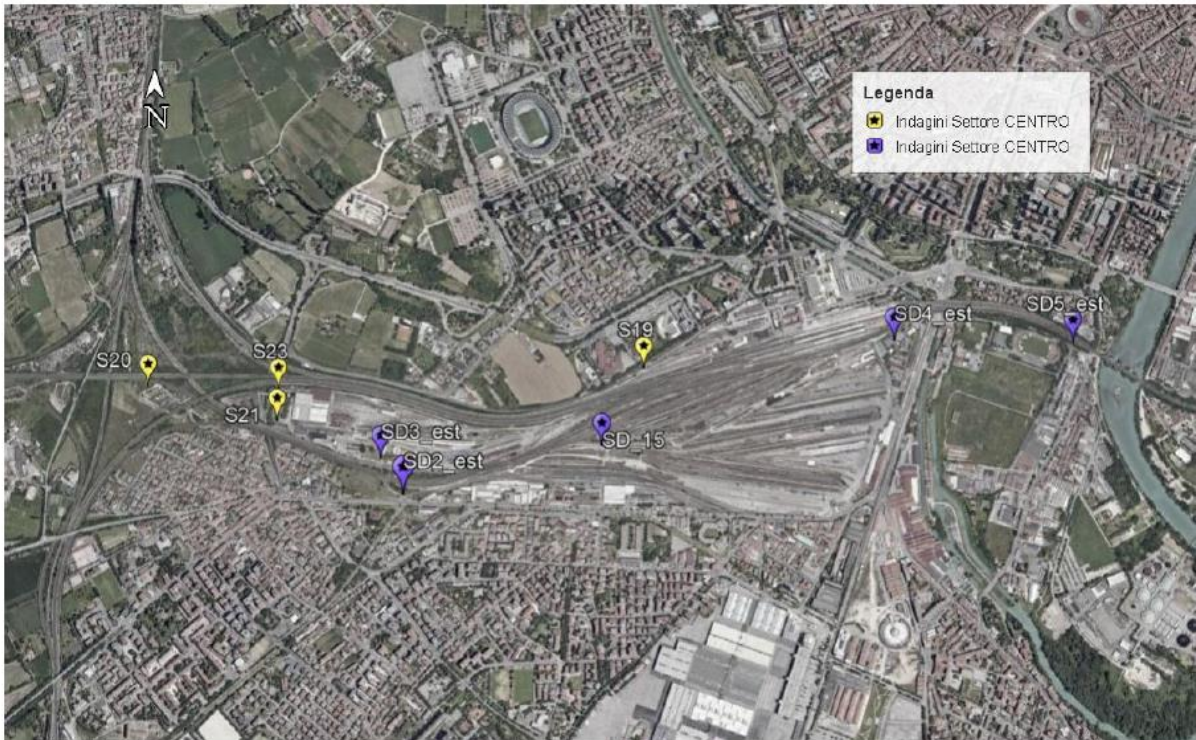 Legenda
Indagini Settore CENTRO
Indagini Settore CENTRO
N
S19
SD4_est
SD5_est
S20
S23
S21
SD3_est
SD_15
SD2_est